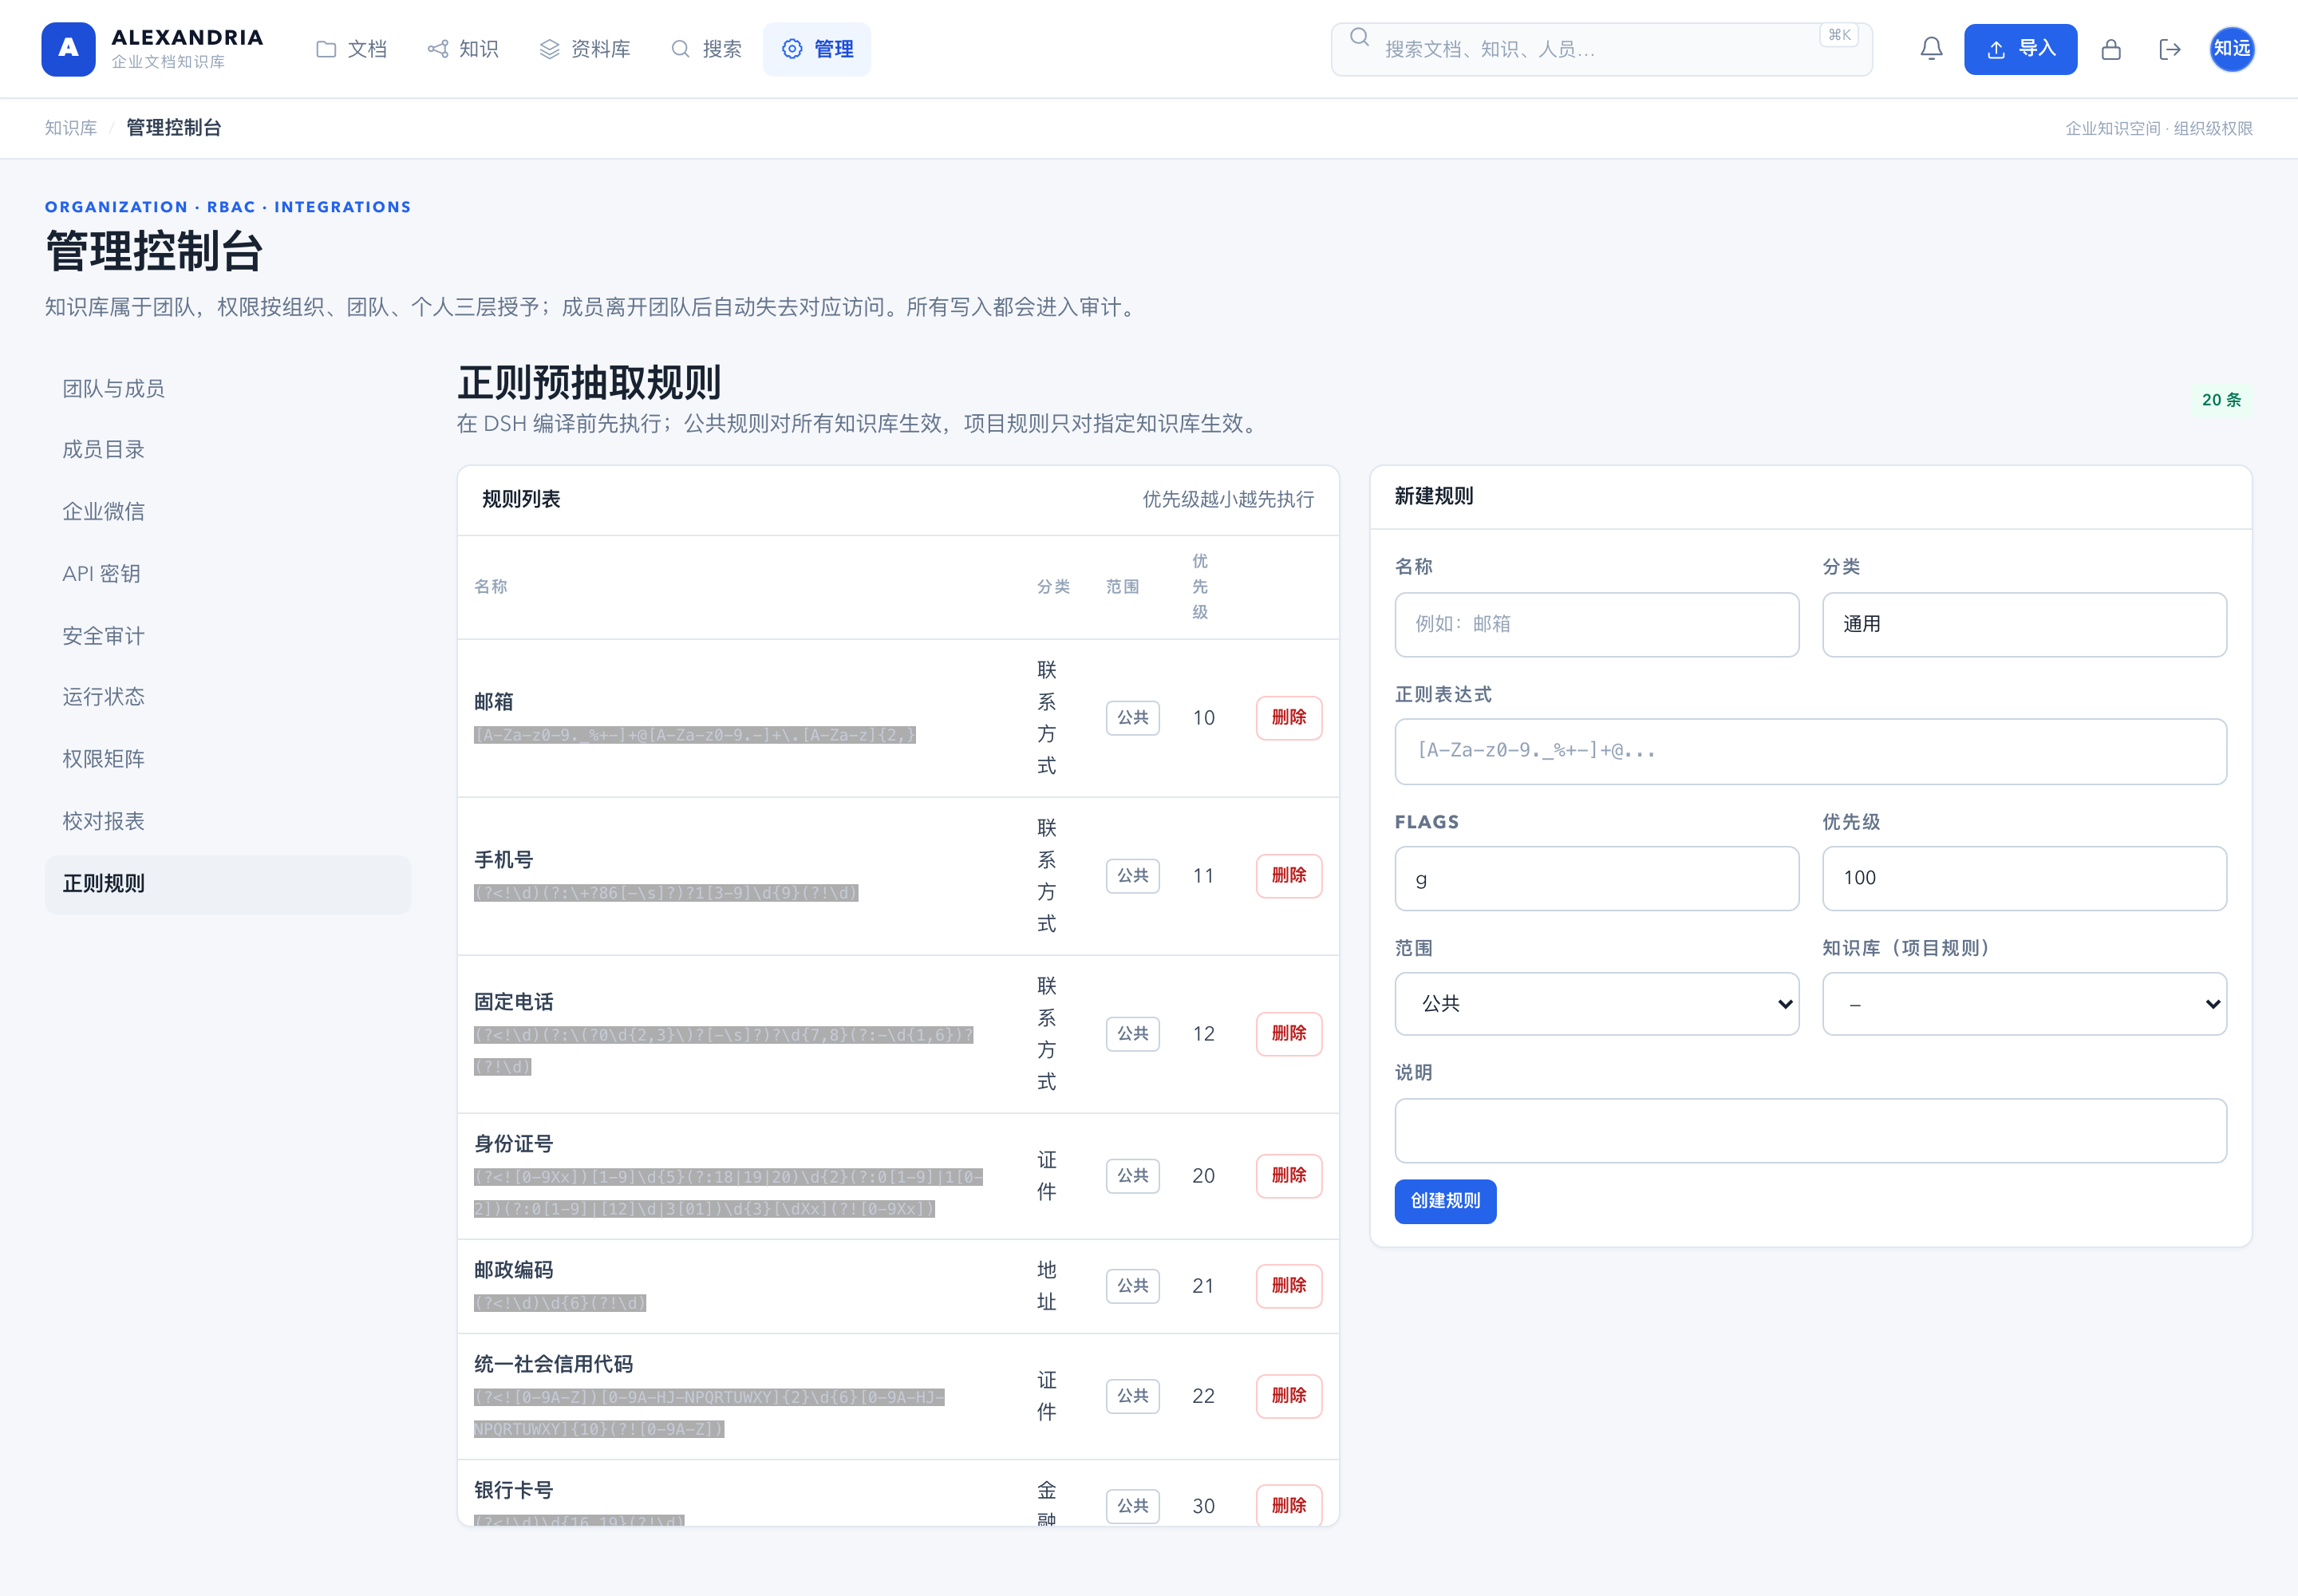 A
ALEXANDRIA
企业文档知识库
文档
知识
资料库
搜索
管理
搜索文档、知识、人员…
⌘K
导入
知远
知识库 / 管理控制台
企业知识空间 · 组织级权限
ORGANIZATION · RBAC · INTEGRATIONS
管理控制台
知识库属于团队，权限按组织、团队、个人三层授予；成员离开团队后自动失去对应访问。所有写入都会进入审计。
团队与成员
成员目录
企业微信
API 密钥
安全审计
运行状态
权限矩阵
校对报表
正则规则
正则预抽取规则
在 DSH 编译前先执行；公共规则对所有知识库生效，项目规则只对指定知识库生效。
20 条
规则列表
优先级越小越先执行
名称
分类
范围
优先级
邮箱
[A-Za-z0-9._%+-]+@[A-Za-z0-9.-]+\.[A-Za-z]{2,}
联系方式
公共
10
删除
手机号
(?<!\d)(?:\+?86[-\s]?)?1[3-9]\d{9}(?!\d)
联系方式
公共
11
删除
固定电话
(?<!\d)(?:\(?0\d{2,3}\)?[-\s]?)?\d{7,8}(?:-\d{1,6})?
(?!\d)
联系方式
公共
12
删除
身份证号
(?<![0-9Xx])[1-9]\d{5}(?:18|19|20)\d{2}(?:0[1-9]|1[0-
2])(?:0[1-9]|[12]\d|3[01])\d{3}[\dXx](?![0-9Xx])
证件
公共
20
删除
邮政编码
(?<!\d)\d{6}(?!\d)
地址
公共
21
删除
统一社会信用代码
(?<![0-9A-Z])[0-9A-HJ-NPQRTUWXY]{2}\d{6}[0-9A-HJ-
NPQRTUWXY]{10}(?![0-9A-Z])
证件
公共
22
删除
银行卡号
(?<!\d)\d{16,19}(?!\d)
金融
公共
30
删除
新建规则
名称
例如：邮箱
分类
通用
正则表达式
[A-Za-z0-9._%+-]+@...
FLAGS
g
优先级
100
范围
公共
知识库（项目规则）
—
说明
创建规则